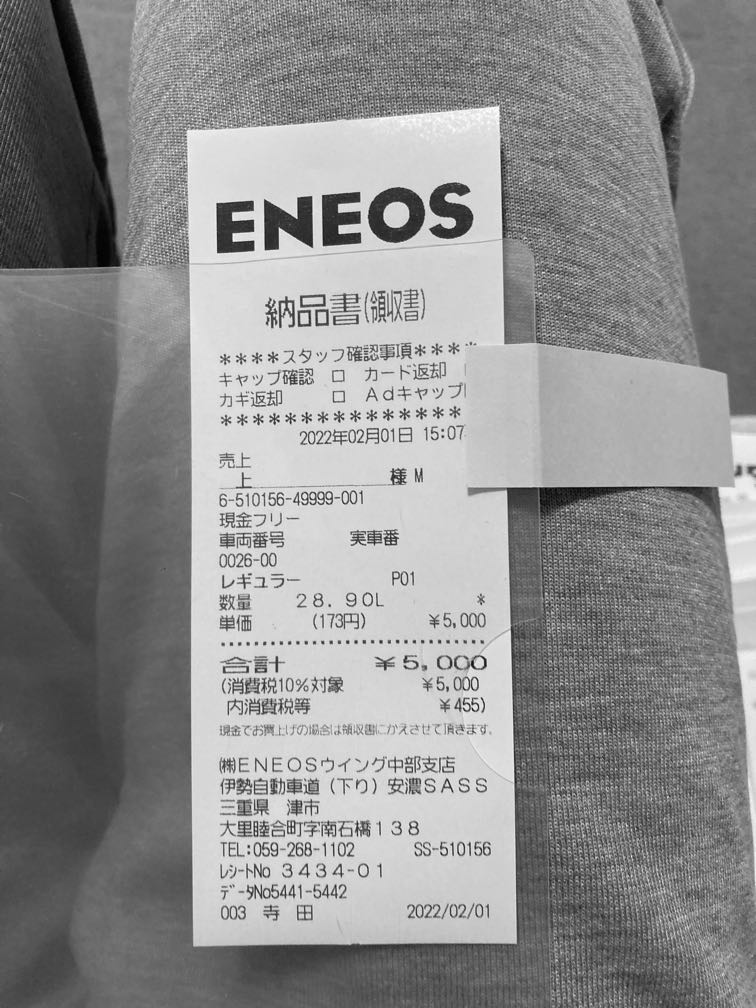 ENEOS
納品書(領収書)
****スタッフ確認事項****
キャップ確認 □ カード返却
カギ返却 □ Adキャップ
***************
2022年02月01日 15:07
売上
上 様 M
6-510156-49999-001
現金フリー
車両番号 実車番
0026-00
レギュラー P01
数量 28.90L *
単価 (173円) ¥5,000
合計 ¥5,000
(消費税10%対象 ¥5,000
内消費税等 ¥455)
現金でお買上げの場合は領収書にかえさせて頂きます。
㈱ENEOSウイング中部支店
伊勢自動車道(下り)安濃SASS
三重県 津市
大里睦合町字南石橋138
TEL:059-268-1102 SS-510156
レシートNo 3434-01
データNo5441-5442
003 寺田 2022/02/01